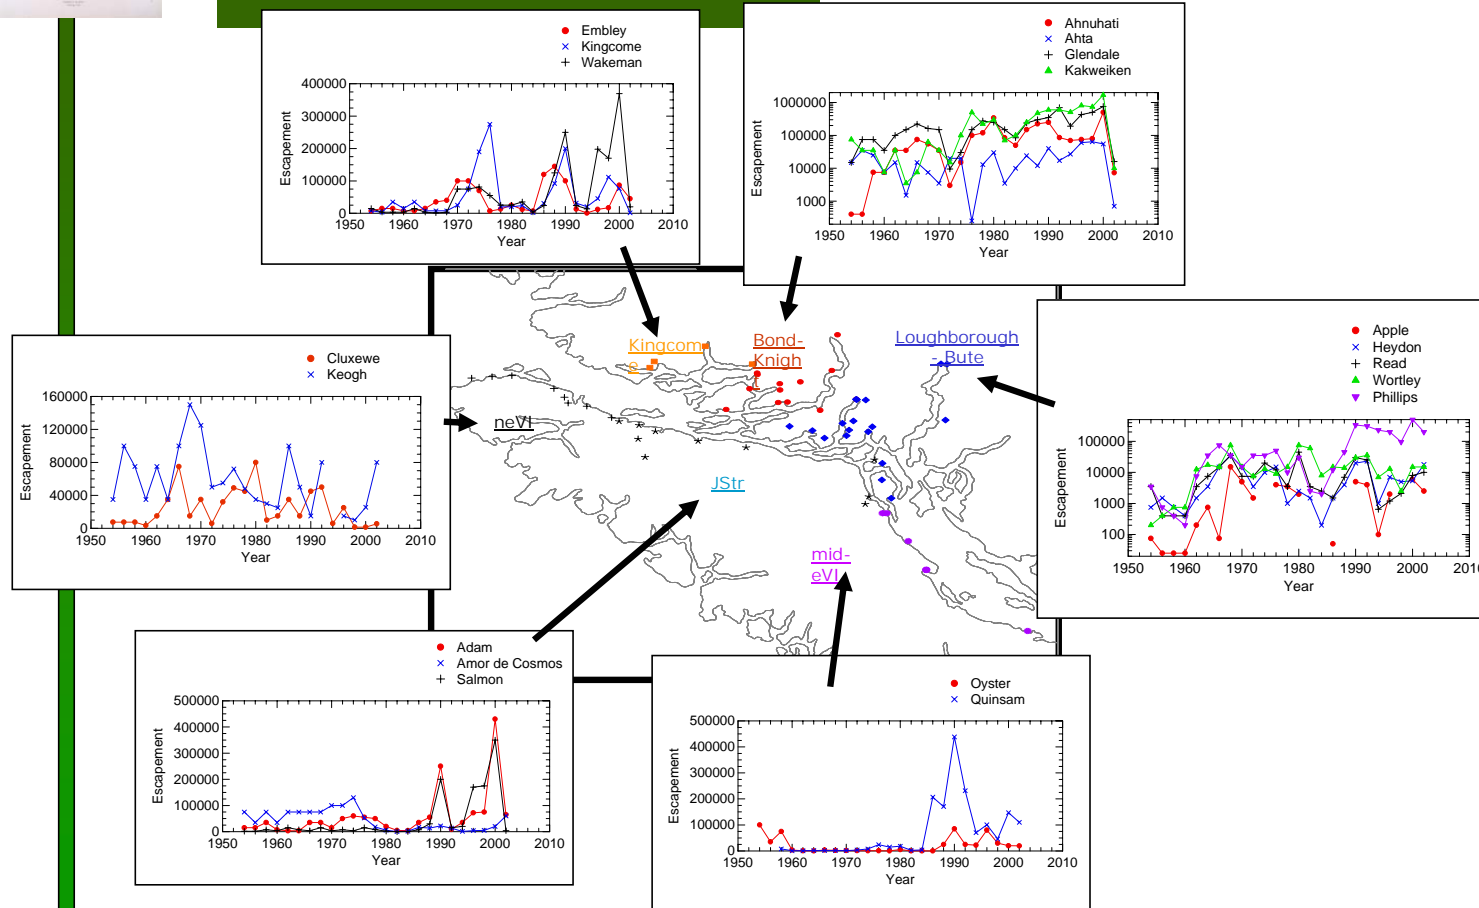 Embley
Kingcome
Wakeman
400000
300000
200000
100000
0
Escapement
1950 1960 1970 1980 1990 2000 2010
Year
Ahnuhati
Ahta
Glendale
Kakweiken
1000000
100000
10000
1000
Escapement
1950 1960 1970 1980 1990 2000 2010
Year
Cluxewe
Keogh
160000
120000
80000
40000
0
Escapement
1950 1960 1970 1980 1990 2000 2010
Year
Kingcom
e
Bond-
Knigh
t
Loughborough
- Bute
neVI
JStr
mid-
eVI
Apple
Heydon
Read
Wortley
Phillips
100000
10000
1000
100
Escapement
1950 1960 1970 1980 1990 2000 2010
Year
Adam
Amor de Cosmos
Salmon
500000
400000
300000
200000
100000
0
Escapement
1950 1960 1970 1980 1990 2000 2010
Year
Oyster
Quinsam
500000
400000
300000
200000
100000
0
Escapement
1950 1960 1970 1980 1990 2000 2010
Year